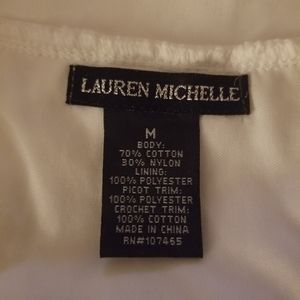 LAUREN MICHELLE
M
BODY:
70% COTTON
30% NYLON
LINING:
100% POLYESTER
PICOT TRIM:
100% POLYESTER
CROCHET TRIM:
100% COTTON
MADE IN CHINA
RN#107465